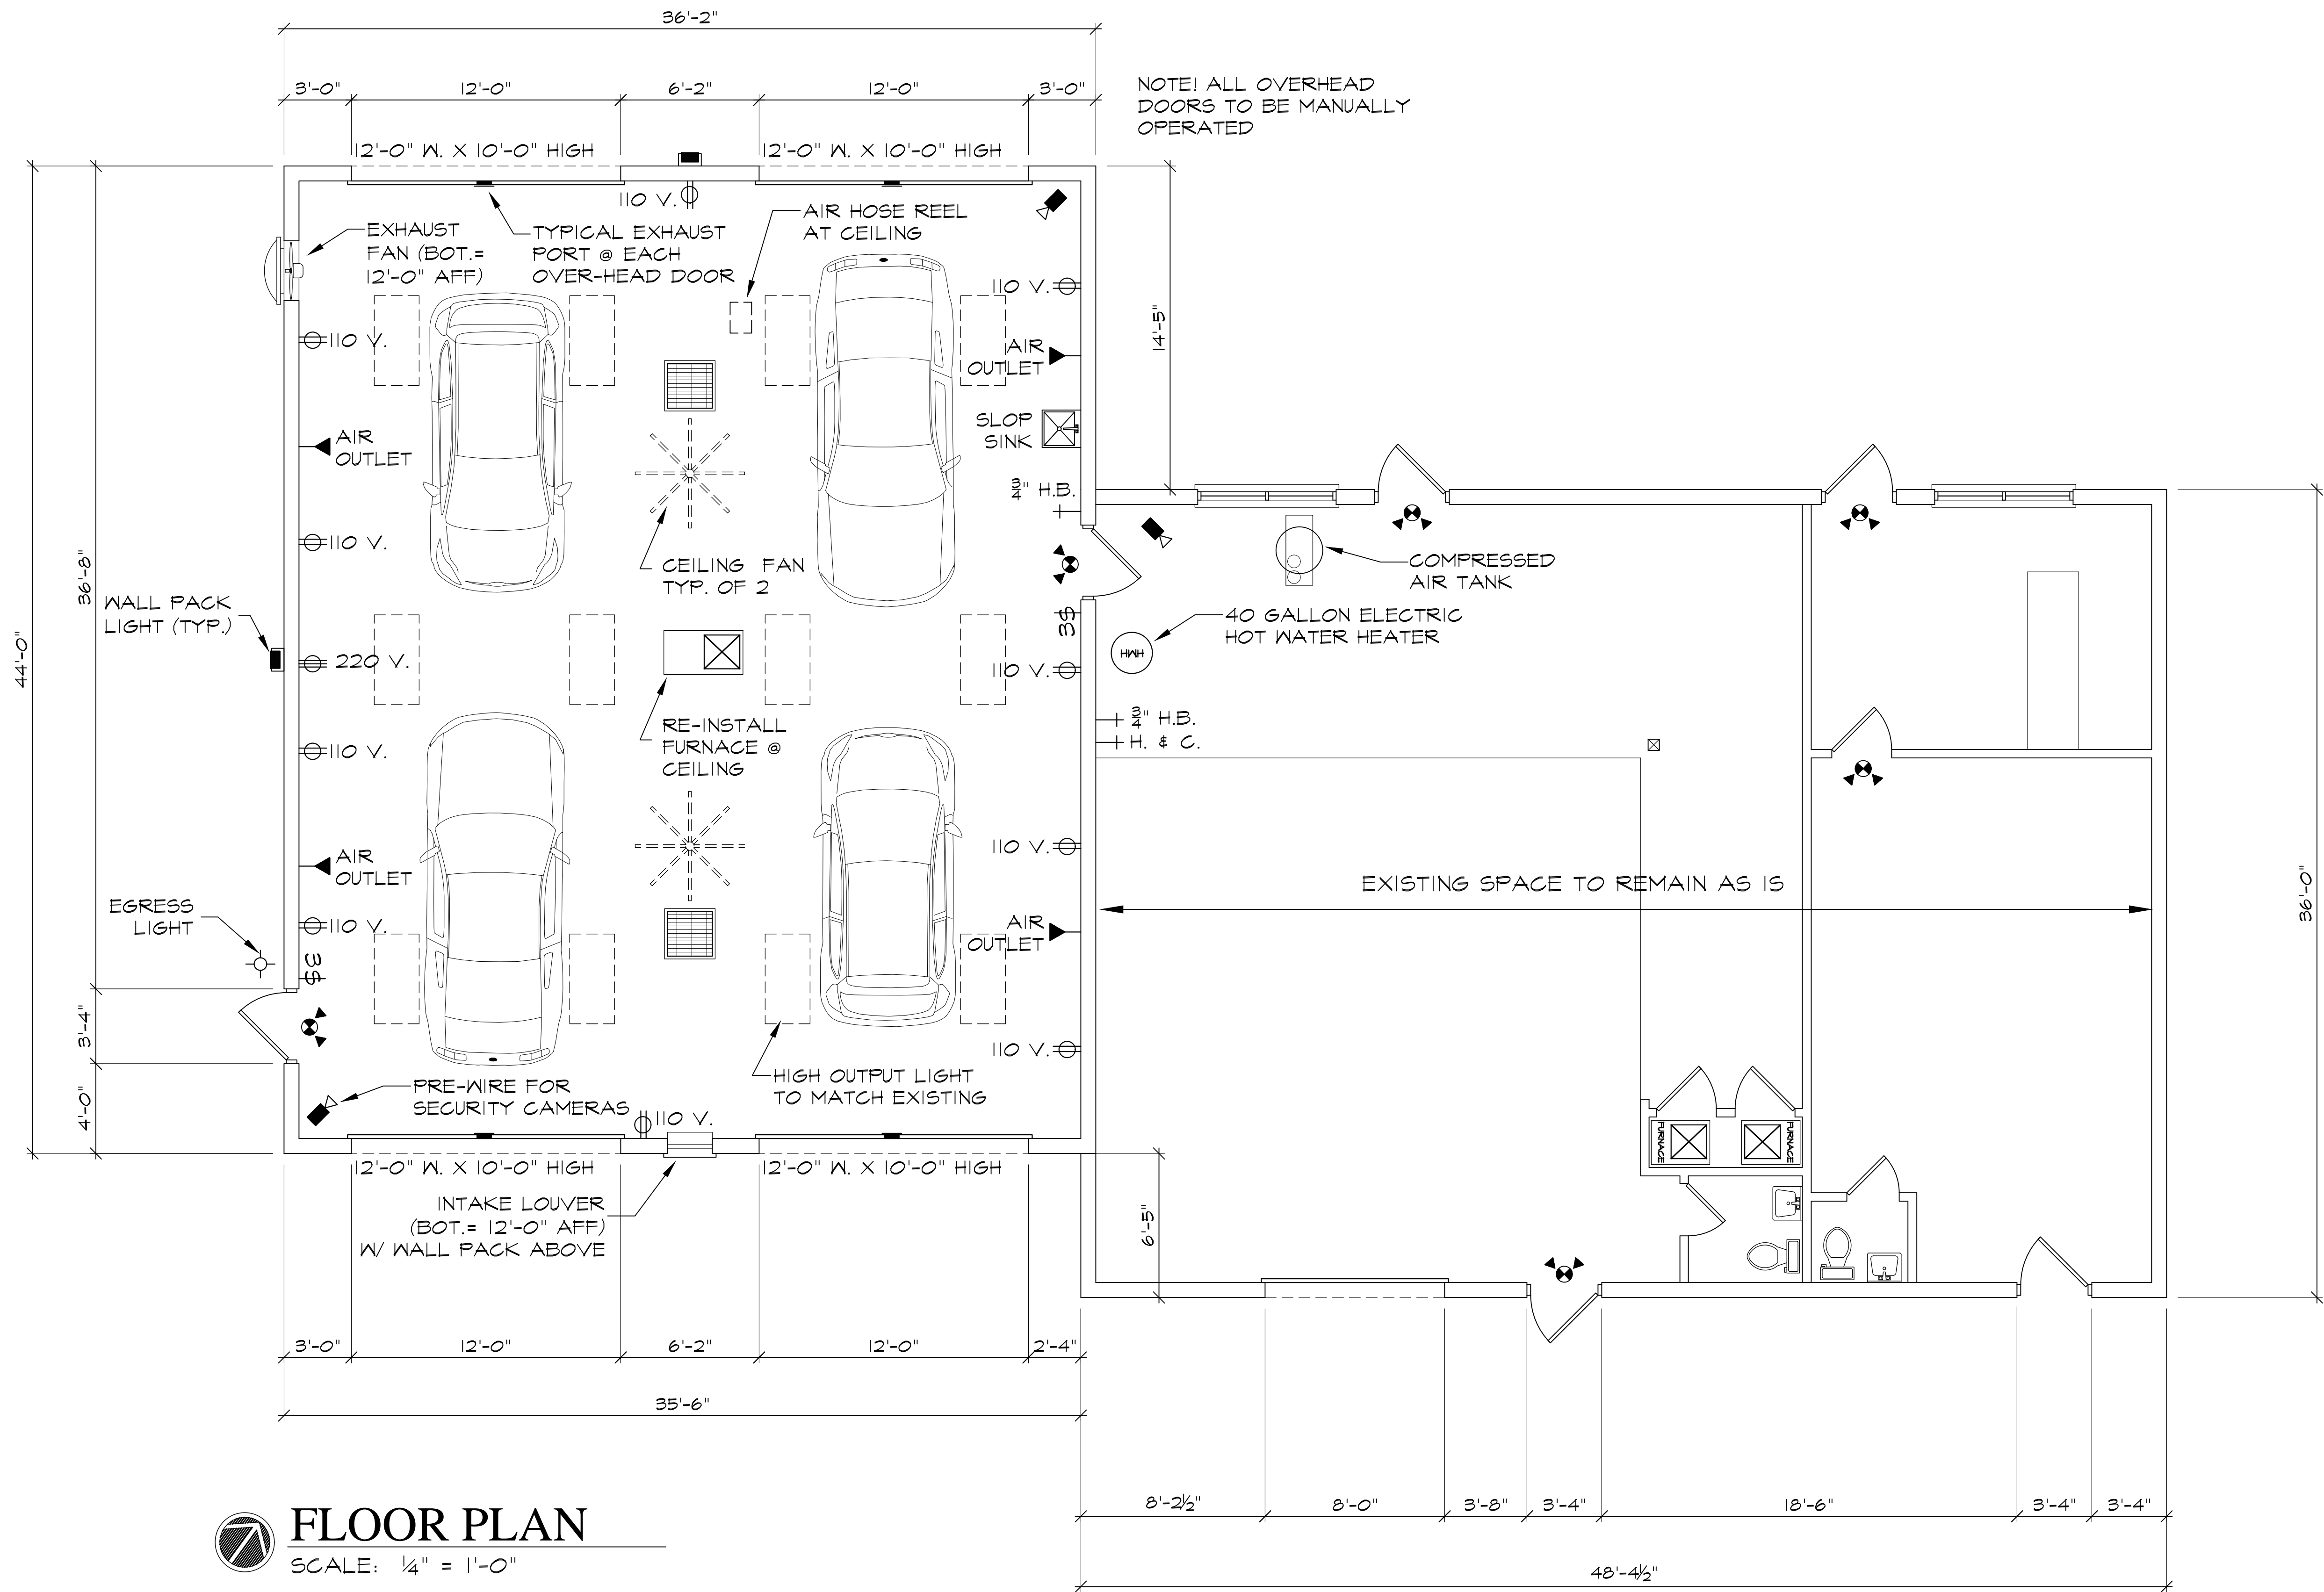 36'-2"
3'-0"
12'-0"
6'-2"
12'-0"
3'-0"
NOTE! ALL OVERHEAD
DOORS TO BE MANUALLY
OPERATED
12'-0" W. X 10'-0" HIGH
12'-0" W. X 10'-0" HIGH
110 V.
EXHAUST
FAN (BOT.=
12'-0" AFF)
TYPICAL EXHAUST
PORT @ EACH
OVER-HEAD DOOR
AIR HOSE REEL
AT CEILING
110 V.
14'-5"
110 V.
AIR
OUTLET
SLOP
SINK
AIR
OUTLET
3/4" H.B.
110 V.
CEILING FAN
TYP. OF 2
COMPRESSED
AIR TANK
36'-8"
44'-0"
WALL PACK
LIGHT (TYP.)
3$
40 GALLON ELECTRIC
HOT WATER HEATER
HWH
220 V.
110 V.
RE-INSTALL
FURNACE @
CEILING
3/4" H.B.
H. & C.
110 V.
110 V.
AIR
OUTLET
EXISTING SPACE TO REMAIN AS IS
36'-0"
EGRESS
LIGHT
110 V.
AIR
OUTLET
3$
3'-4"
110 V.
4'-0"
PRE-WIRE FOR
SECURITY CAMERAS
HIGH OUTPUT LIGHT
TO MATCH EXISTING
110 V.
FURNACE
FURNACE
12'-0" W. X 10'-0" HIGH
12'-0" W. X 10'-0" HIGH
INTAKE LOUVER
(BOT.= 12'-0" AFF)
W/ WALL PACK ABOVE
6'-5"
3'-0"
12'-0"
6'-2"
12'-0"
2'-4"
35'-6"
8'-2½"
8'-0"
3'-8"
3'-4"
18'-6"
3'-4"
3'-4"
48'-4½"
FLOOR PLAN
SCALE: ¼" = 1'-0"